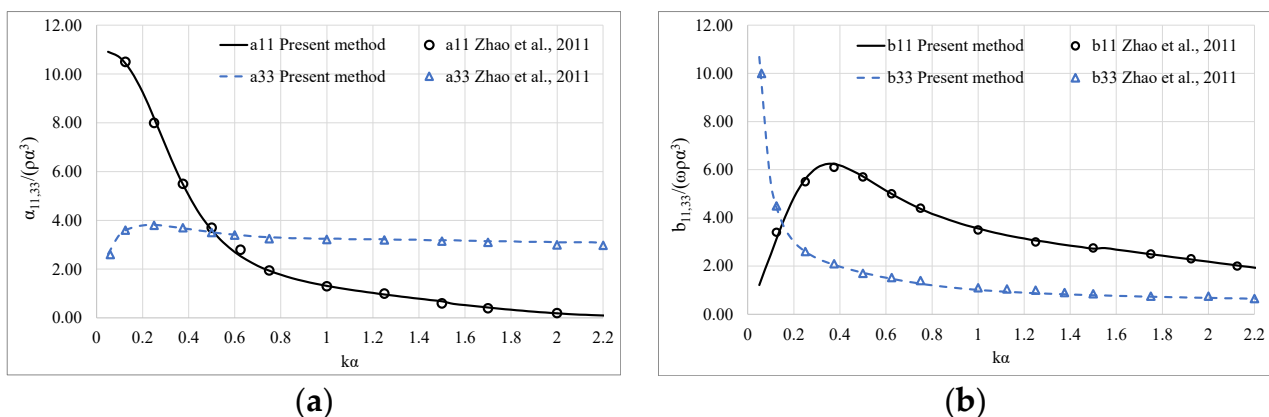 12.00
10.00
8.00
6.00
4.00
2.00
0.00
α11,33/(ρα³)
a11 Present method
a11 Zhao et al., 2011
a33 Present method
a33 Zhao et al., 2011
0 0.2 0.4 0.6 0.8 1 1.2 1.4 1.6 1.8 2 2.2
kα
(a)
12.00
10.00
8.00
6.00
4.00
2.00
0.00
b11,33/(ωρα³)
b11 Present method
b11 Zhao et al., 2011
b33 Present method
b33 Zhao et al., 2011
0 0.2 0.4 0.6 0.8 1 1.2 1.4 1.6 1.8 2 2.2
kα
(b)